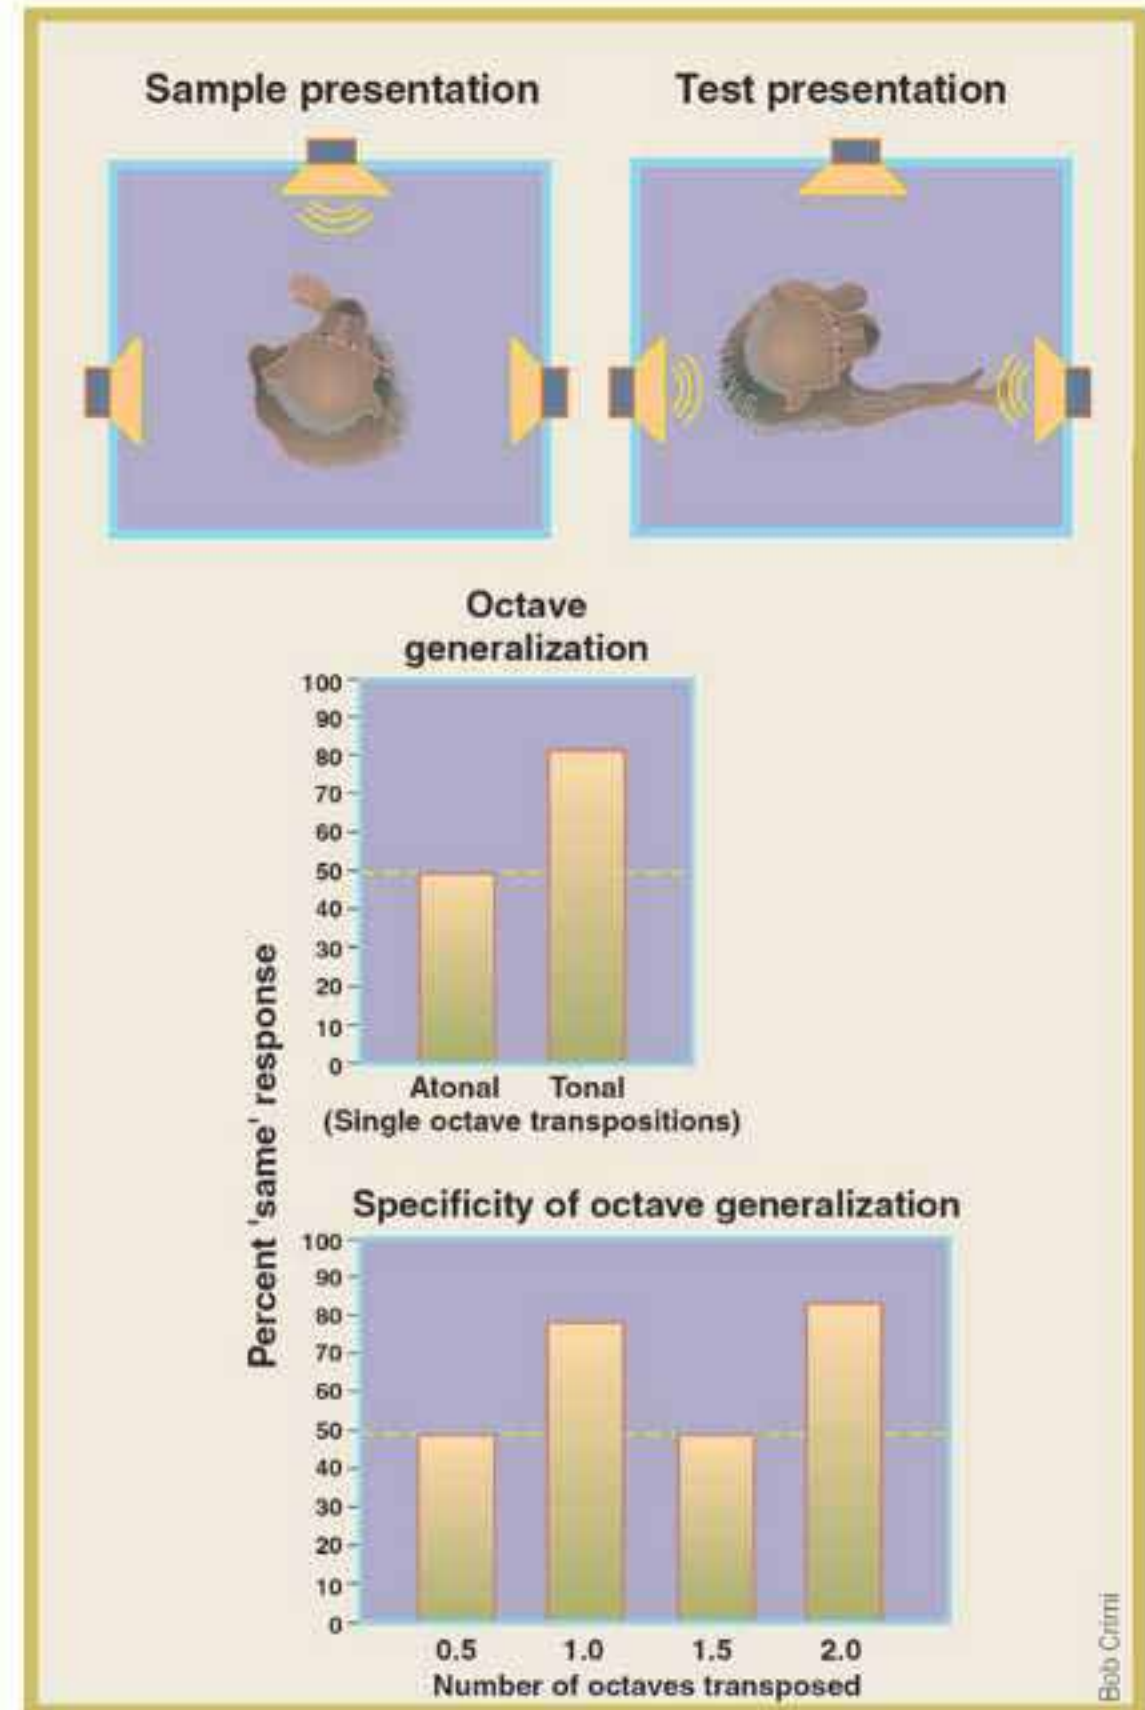 Sample presentation
Test presentation
Octave
generalization
100
90
80
70
60
50
40
30
20
10
0
Atonal Tonal
(Single octave transpositions)
Percent 'same' response
Specificity of octave generalization
100
90
80
70
60
50
40
30
20
10
0
0.5 1.0 1.5 2.0
Number of octaves transposed
Bob Crimi